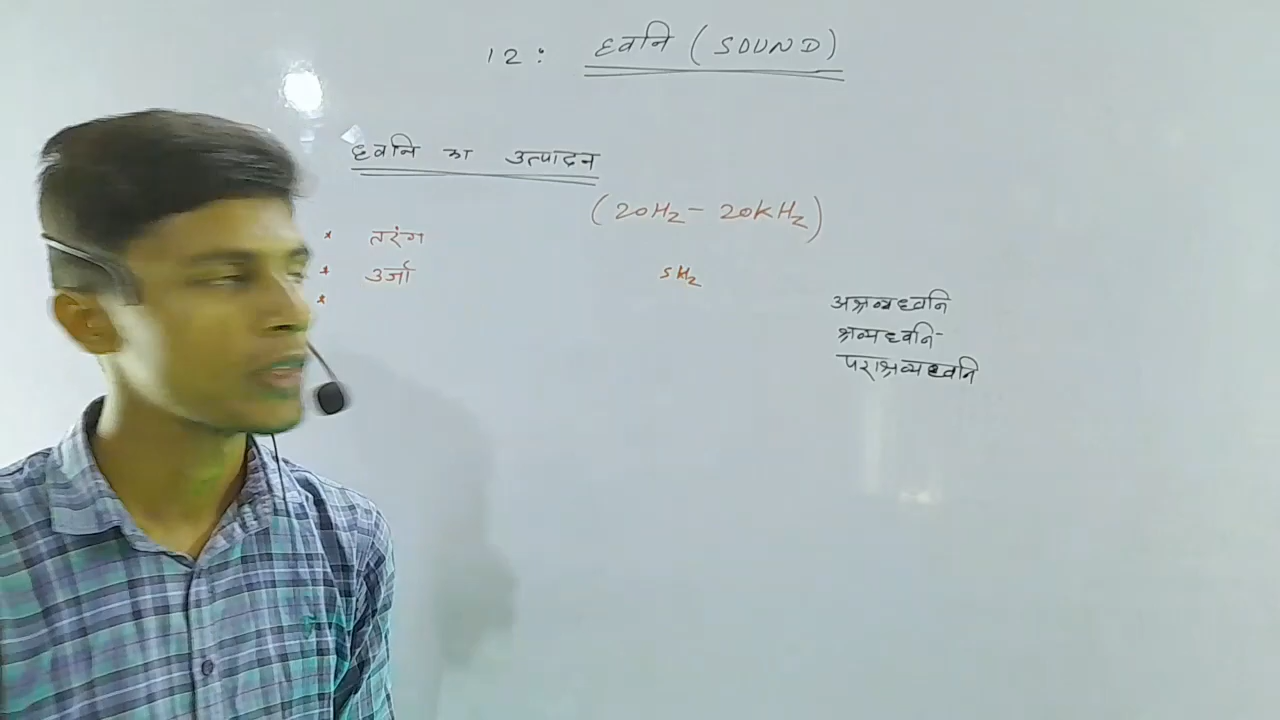 12: ध्वनि (SOUND)
ध्वनि का उत्पादन
(20Hz - 20KHz)
* तरंग
* उर्जा
5Hz
*
अश्रव्यध्वनि
श्रव्यध्वनि-
पराश्रव्यध्वनि